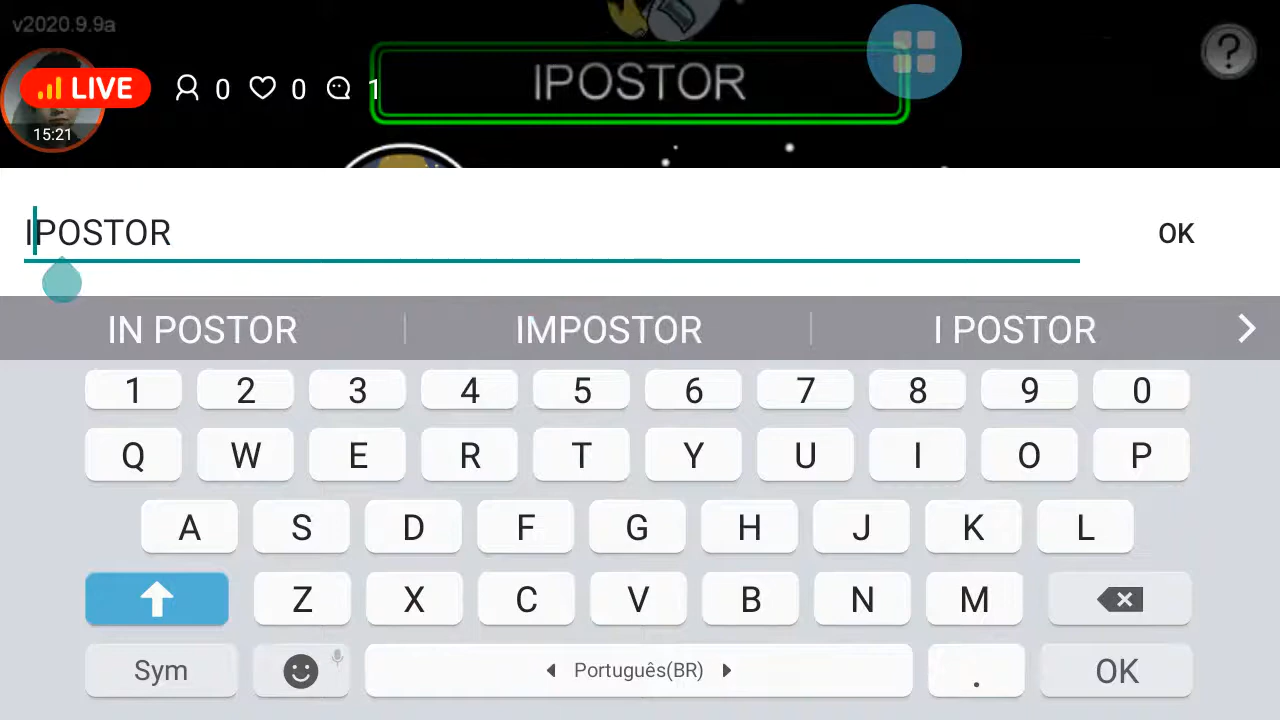 v2020.9.9a
IPOSTOR
?
LIVE 0 0 1
15:21
IPOSTOR
OK
IN POSTOR IMPOSTOR I POSTOR
1 2 3 4 5 6 7 8 9 0
Q W E R T Y U I O P
A S D F G H J K L
Z X C V B N M
Sym Português(BR) . OK